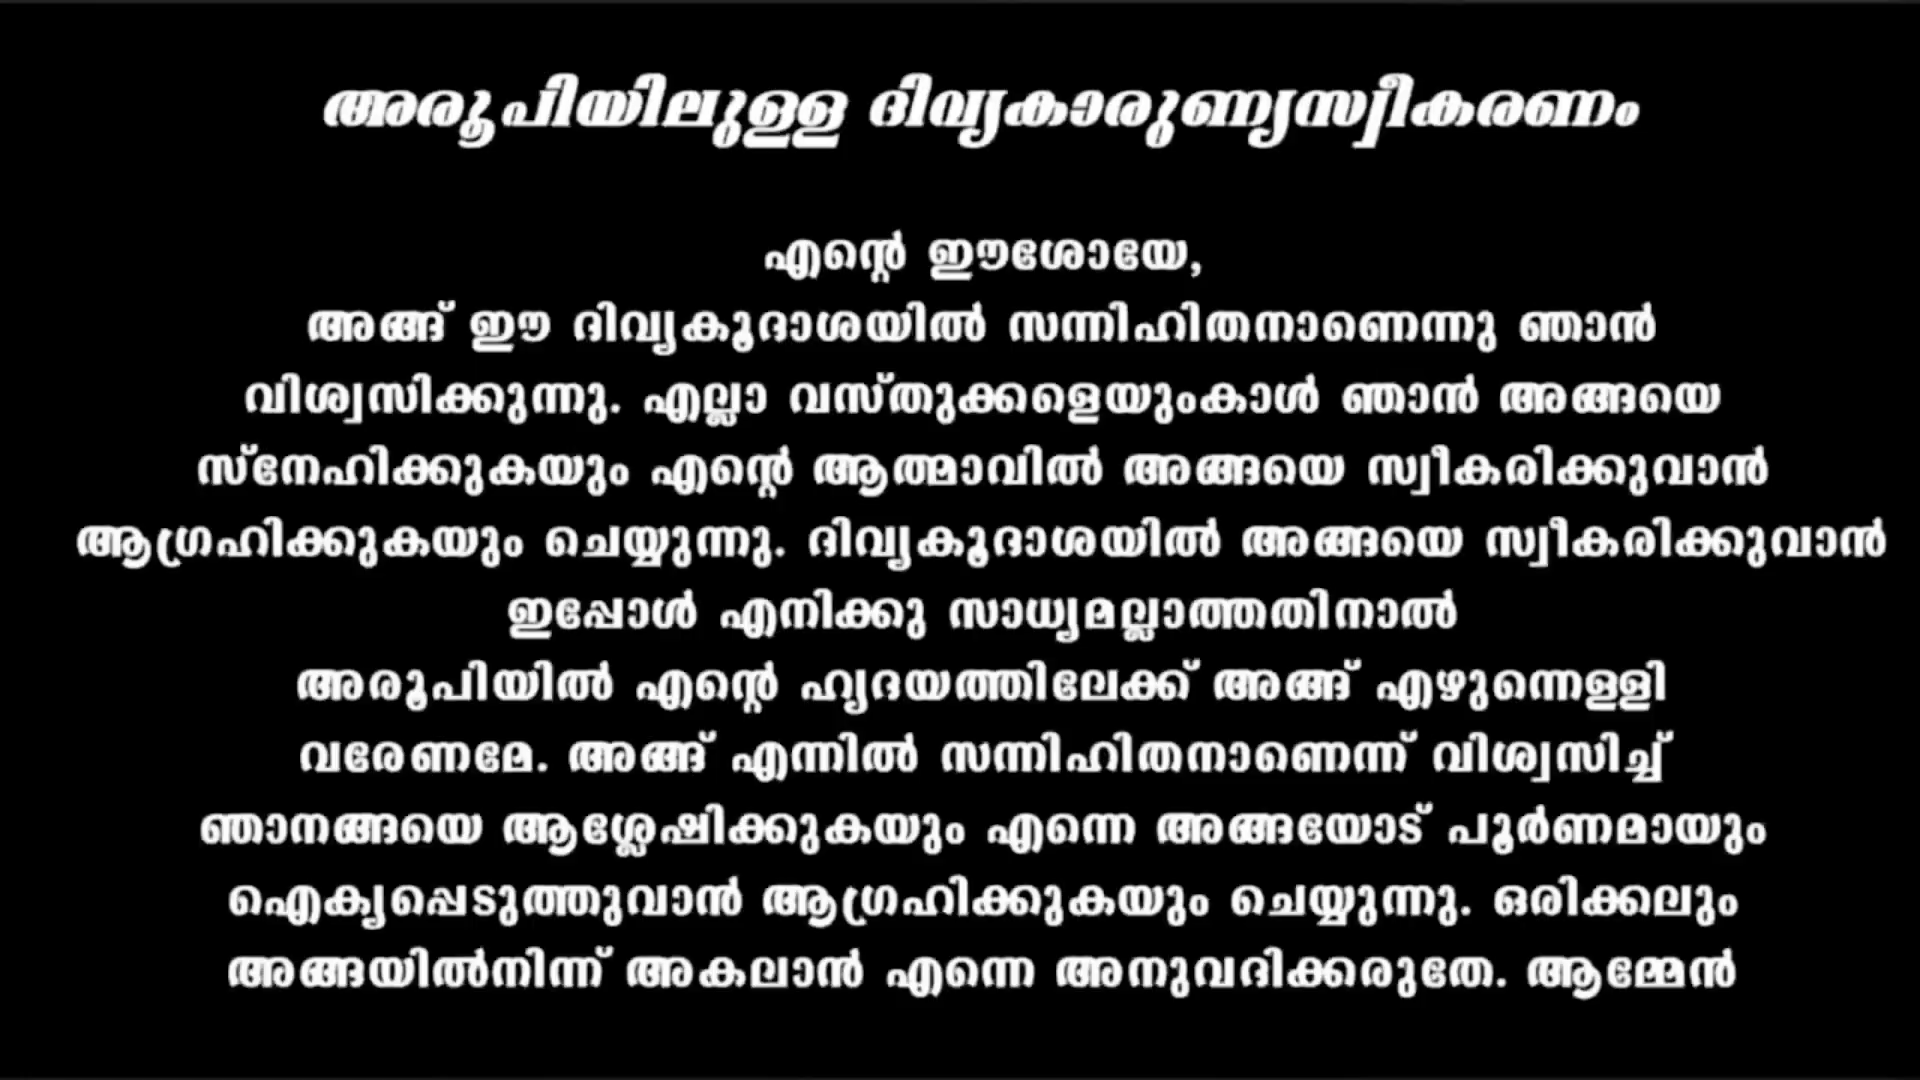 അരൂപിയിലുള്ള ദിവ്യകാരുണ്യസ്വീകരണം
എന്റെ ഈശോയേ,
അങ്ങ് ഈ ദിവ്യകൂദാശയിൽ സന്നിഹിതനാണെന്നു ഞാൻ
വിശ്വസിക്കുന്നു. എല്ലാ വസ്തുക്കളെയുംകാൾ ഞാൻ അങ്ങയെ
സ്നേഹിക്കുകയും എന്റെ ആത്മാവിൽ അങ്ങയെ സ്വീകരിക്കുവാൻ
ആഗ്രഹിക്കുകയും ചെയ്യുന്നു. ദിവ്യകൂദാശയിൽ അങ്ങയെ സ്വീകരിക്കുവാൻ
ഇപ്പോൾ എനിക്കു സാധ്യമല്ലാത്തതിനാൽ
അരൂപിയിൽ എന്റെ ഹൃദയത്തിലേക്ക് അങ്ങ് എഴുന്നെള്ളി
വരേണമേ. അങ്ങ് എന്നിൽ സന്നിഹിതനാണെന്ന് വിശ്വസിച്ച്
ഞാനങ്ങയെ ആശ്ലേഷിക്കുകയും എന്നെ അങ്ങയോട് പൂർണമായും
ഐക്യപ്പെടുത്തുവാൻ ആഗ്രഹിക്കുകയും ചെയ്യുന്നു. ഒരിക്കലും
അങ്ങയിൽനിന്ന് അകലാൻ എന്നെ അനുവദിക്കരുതേ. ആമ്മേൻ